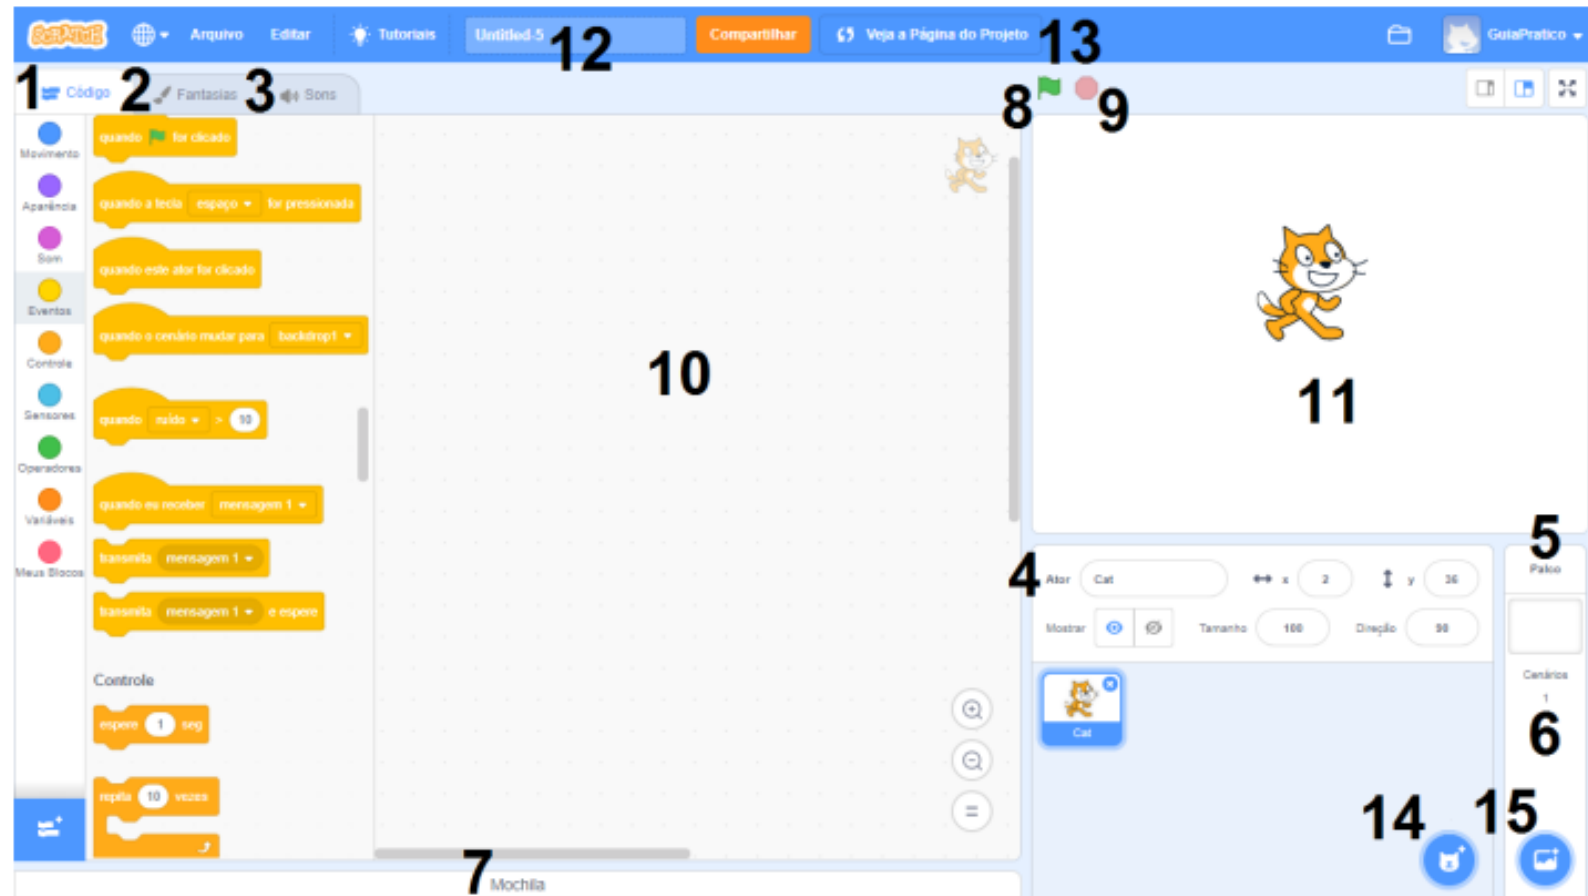 SCRATCH Arquivo Editar Tutoriais Untitled-5 12 Compartilhar Veja a Página do Projeto 13 GuiaPratico
1 Código 2 Fantasias 3 Sons 8 9
Movimento
Aparência
Som
Eventos
Controle
Sensores
Operadores
Variáveis
Meus Blocos
quando for clicado
quando a tecla espaço for pressionada
quando este ator for clicado
quando o cenário mudar para backdrop1
quando ruído > 10
quando eu receber mensagem 1
transmita mensagem 1
transmita mensagem 1 e espere
Controle
espere 1 seg
repita 10 vezes
10
11
4 Ator Cat x 2 y 36
Mostrar Tamanho 100 Direção 90
Cat
5
Palco
Cenários
1
6
14 15
7 Mochila